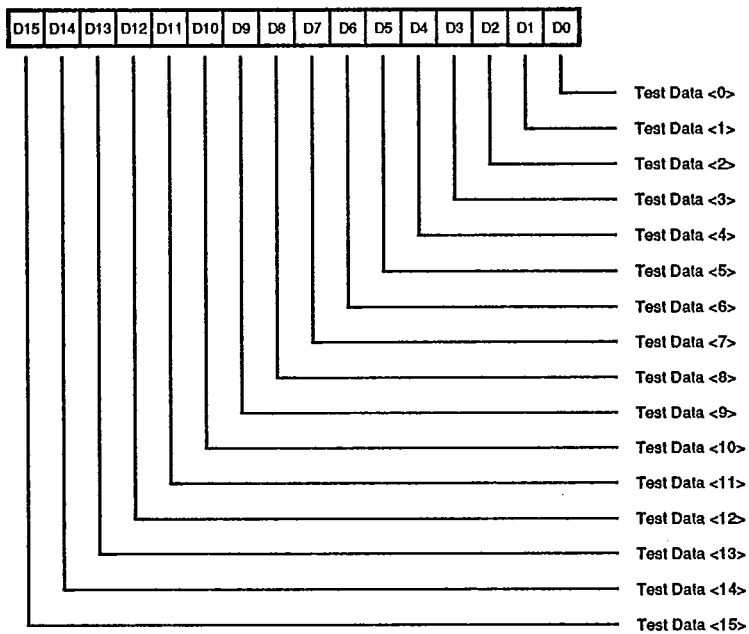 D15 D14 D13 D12 D11 D10 D9 D8 D7 D6 D5 D4 D3 D2 D1 D0
Test Data <0>
Test Data <1>
Test Data <2>
Test Data <3>
Test Data <4>
Test Data <5>
Test Data <6>
Test Data <7>
Test Data <8>
Test Data <9>
Test Data <10>
Test Data <11>
Test Data <12>
Test Data <13>
Test Data <14>
Test Data <15>